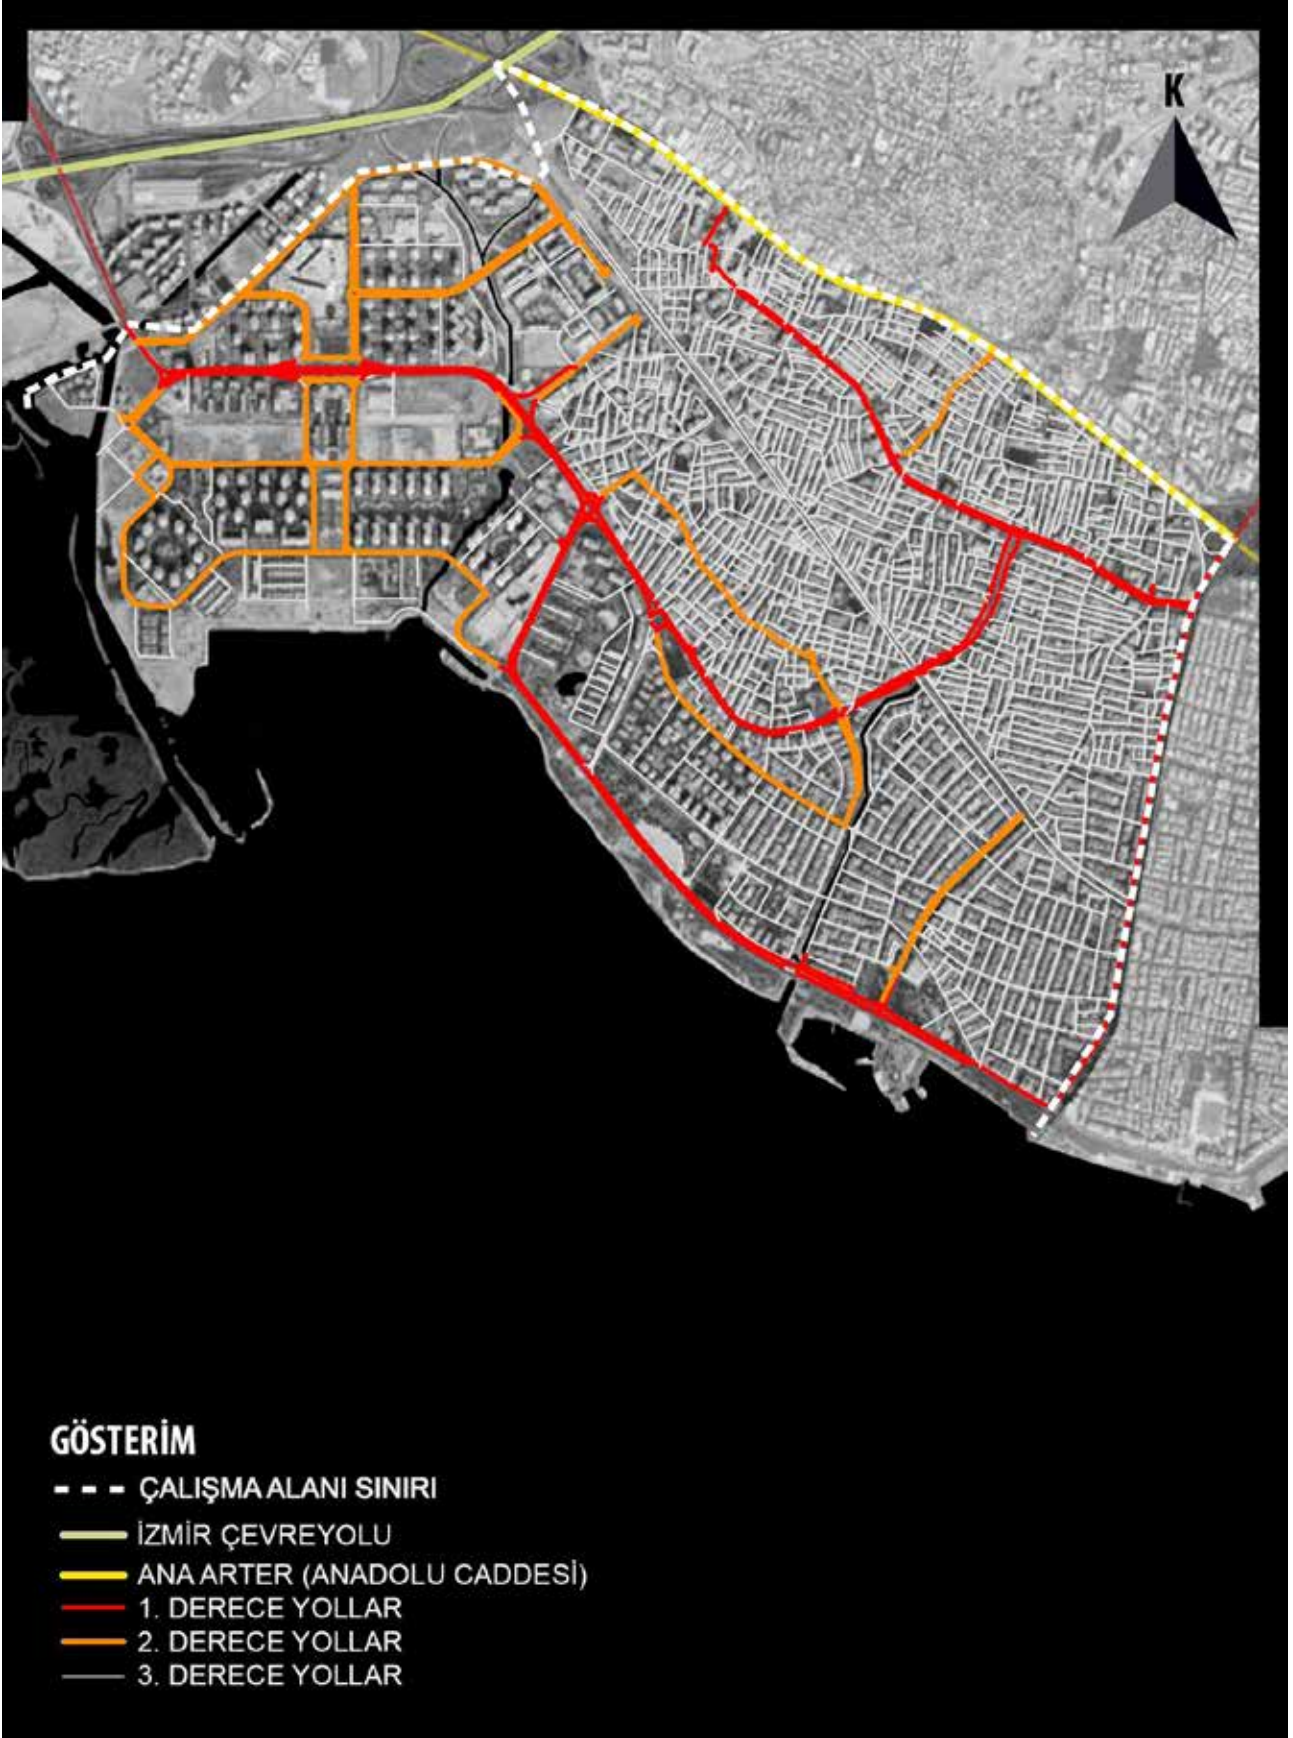 K
GÖSTERİM
ÇALIŞMA ALANI SINIRI
İZMİR ÇEVREYOLU
ANA ARTER (ANADOLU CADDESİ)
1. DERECE YOLLAR
2. DERECE YOLLAR
3. DERECE YOLLAR